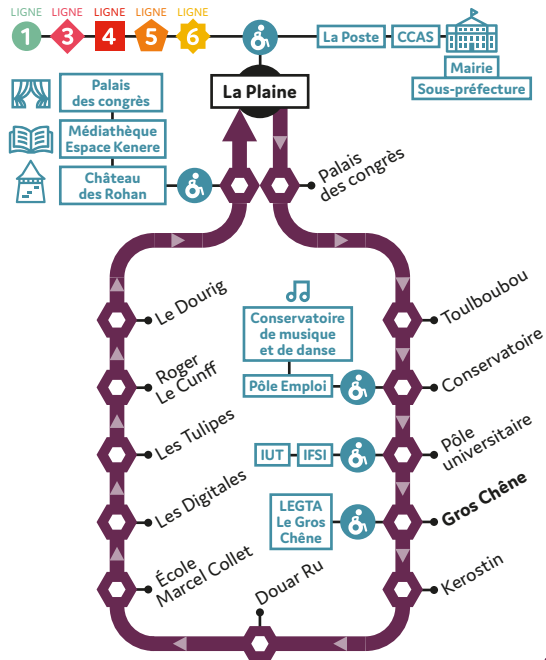 LIGNE LIGNE LIGNE LIGNE LIGNE
1 3 4 5 6
La Poste
CCAS
Mairie
Sous-préfecture
La Plaine
Palais
des congrès
Médiathèque
Espace Kenere
Château
des Rohan
Palais
des congrès
Toulboubou
Conservatoire
de musique
et de danse
Pôle Emploi
Conservatoire
IUT
IFSI
Pôle
universitaire
LEGTA
Le Gros
Chêne
Gros Chêne
Kerostin
Douar Ru
École
Marcel Collet
Les Digitales
Les Tulipes
Roger
Le Cunff
Le Dourig